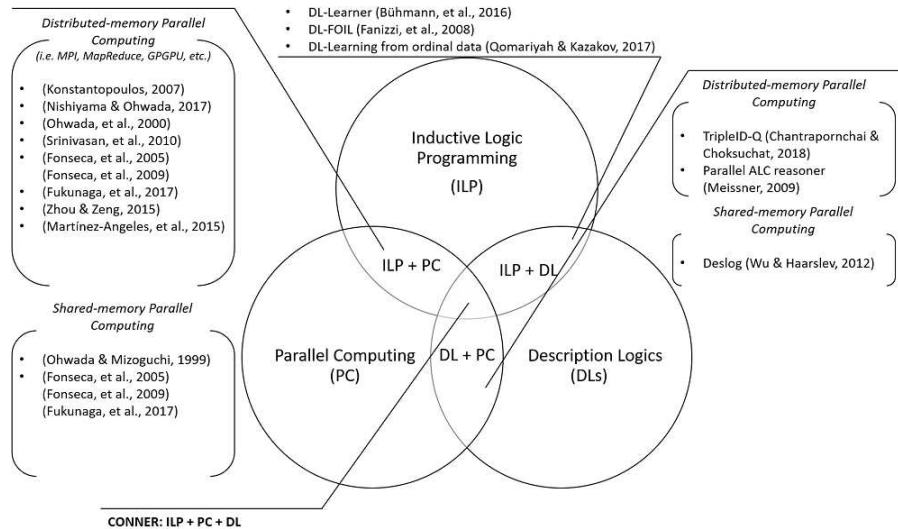 Distributed-memory Parallel
Computing
(i.e. MPI, MapReduce, GPGPU, etc.)
• (Konstantopoulos, 2007)
• (Nishiyama & Ohwada, 2017)
• (Ohwada, et al., 2000)
• (Srinivasan, et al., 2010)
• (Fonseca, et al., 2005)
(Fonseca, et al., 2009)
• (Fukunaga, et al., 2017)
• (Zhou & Zeng, 2015)
• (Martínez-Angeles, et al., 2015)
Shared-memory Parallel
Computing
• (Ohwada & Mizoguchi, 1999)
• (Fonseca, et al., 2005)
(Fonseca, et al., 2009)
(Fukunaga, et al., 2017)
• DL-Learner (Bühmann, et al., 2016)
• DL-FOIL (Fanizzi, et al., 2008)
• DL-Learning from ordinal data (Qomariyah & Kazakov, 2017)
Inductive Logic
Programming
(ILP)
ILP + PC
ILP + DL
Parallel Computing
(PC)
DL + PC
Description Logics
(DLs)
Distributed-memory Parallel
Computing
• TripleID-Q (Chantrapornchai &
Choksuchat, 2018)
• Parallel ALC reasoner
(Meissner, 2009)
Shared-memory Parallel
Computing
• Deslog (Wu & Haarslev, 2012)
CONNER: ILP + PC + DL